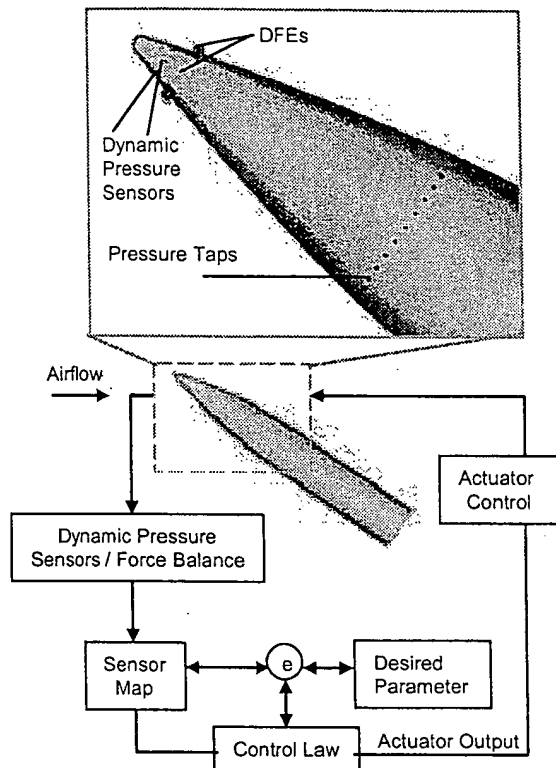 DFEs
Dynamic
Pressure
Sensors
Pressure Taps
Airflow
Actuator
Control
Dynamic Pressure
Sensors / Force Balance
Sensor
Map
e
Desired
Parameter
Control Law
Actuator Output